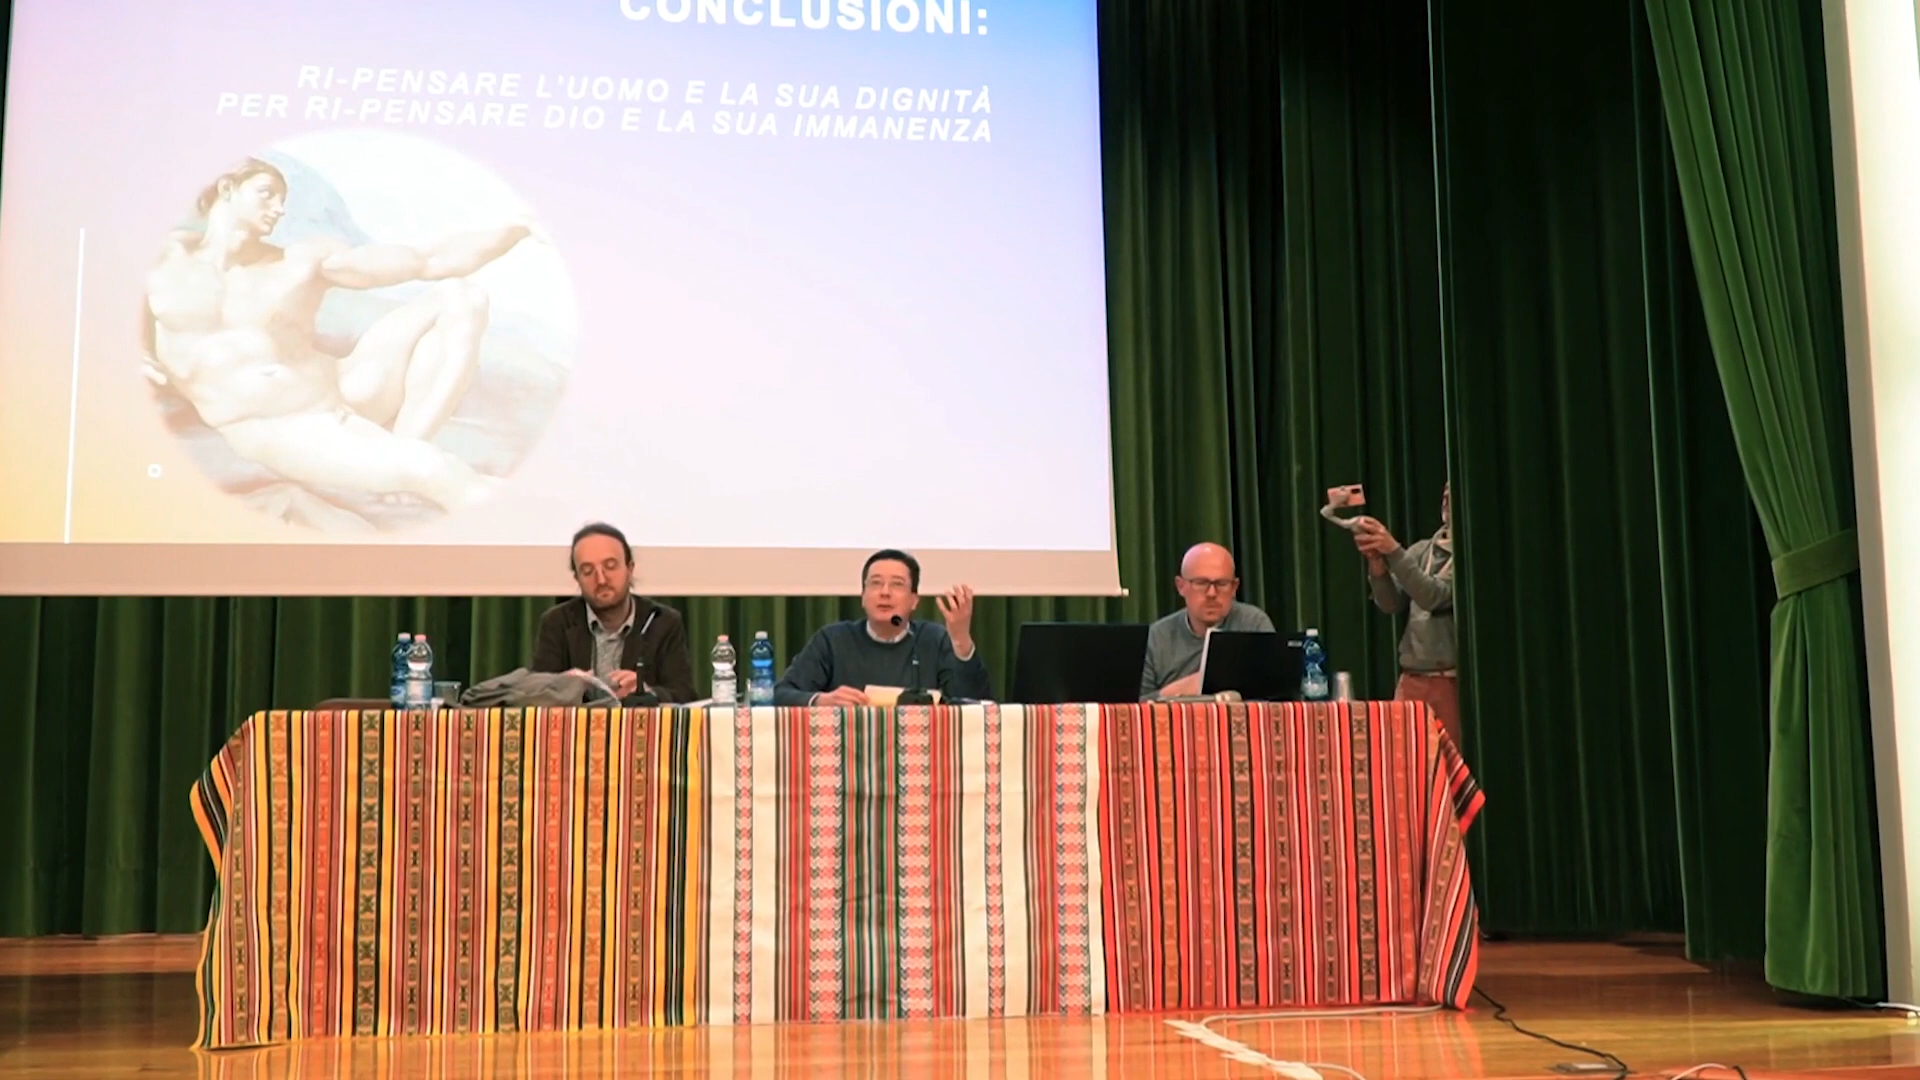 CONCLUSIONI:
RI-PENSARE L'UOMO E LA SUA DIGNITÀ
PER RI-PENSARE DIO E LA SUA IMMANENZA